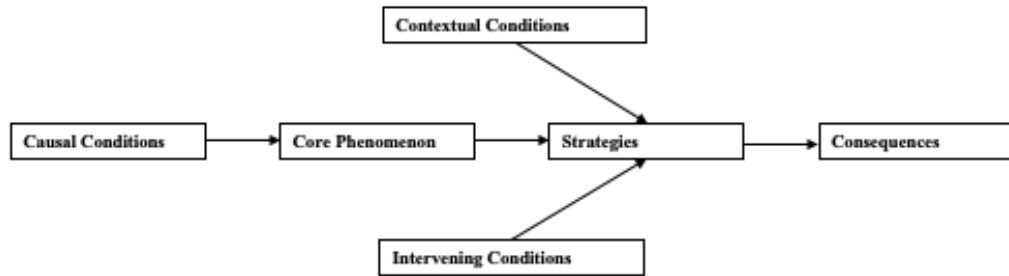 Contextual Conditions
Causal Conditions
Core Phenomenon
Strategies
Consequences
Intervening Conditions